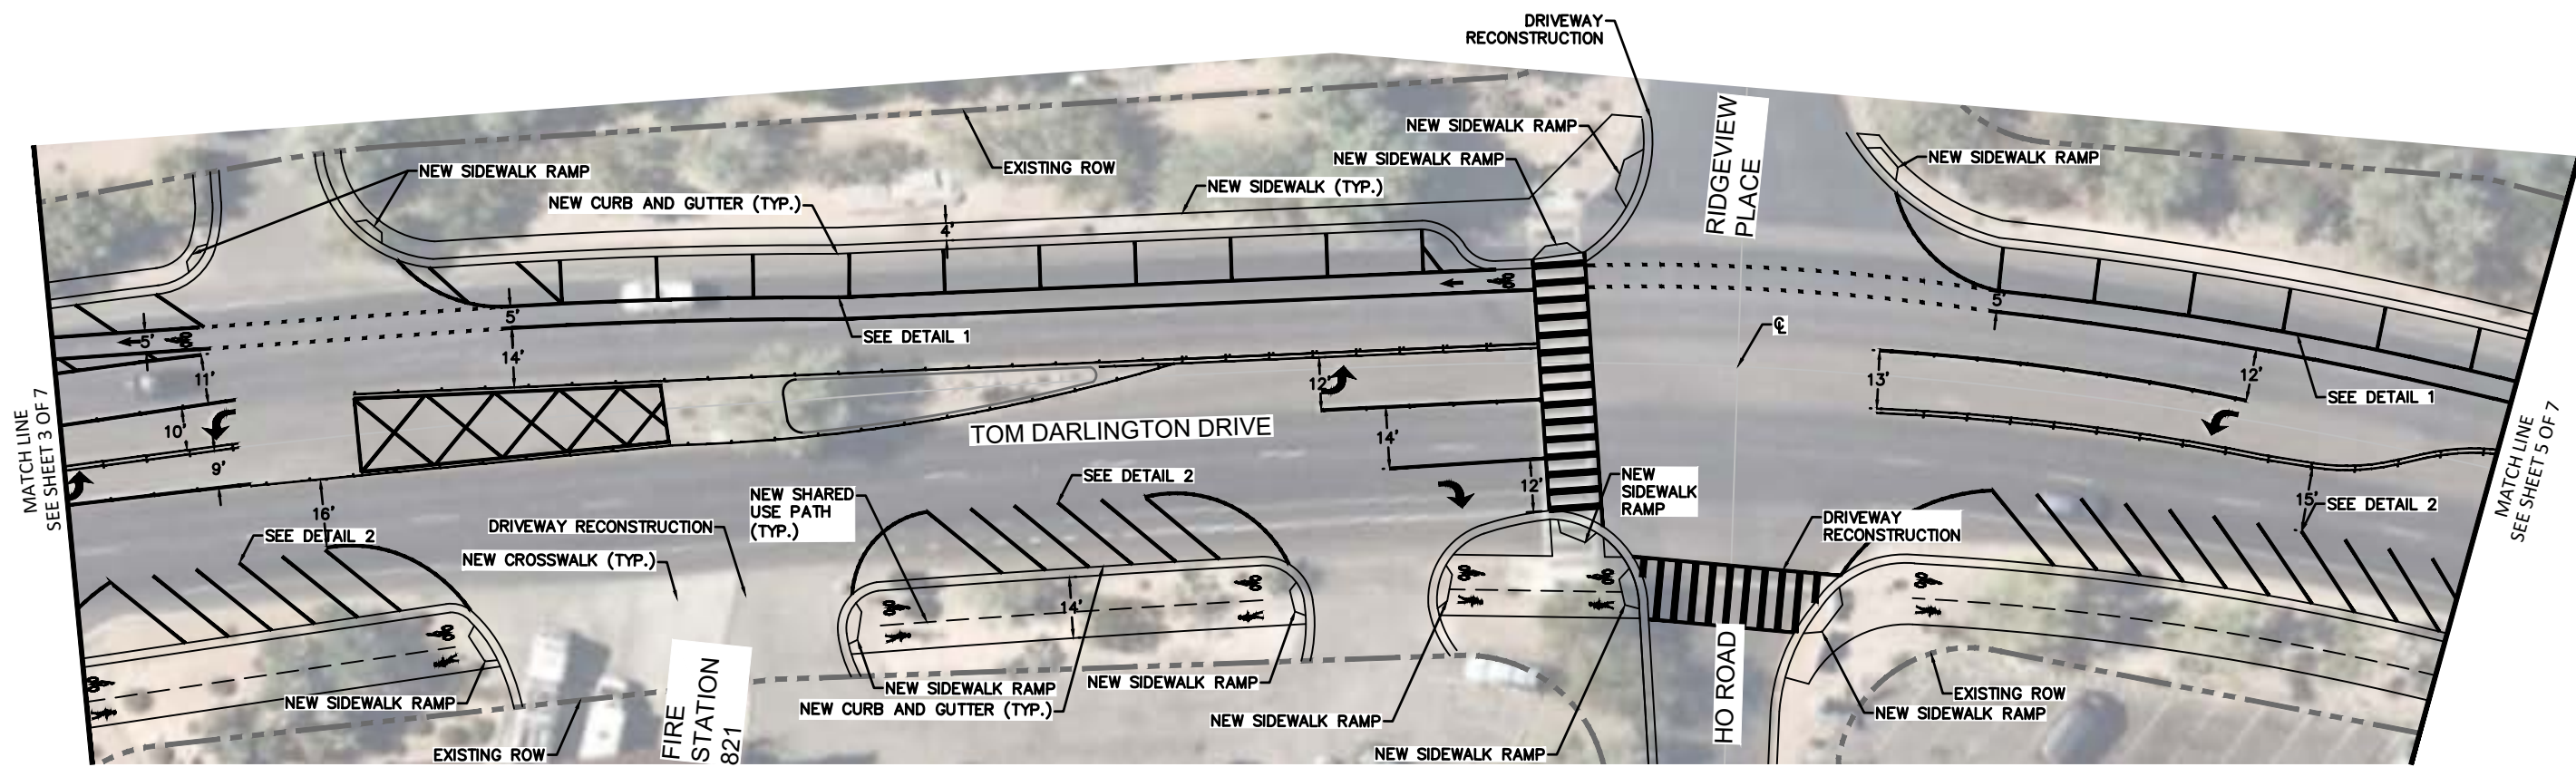 DRIVEWAY
RECONSTRUCTION
NEW SIDEWALK RAMP
NEW SIDEWALK RAMP
RIDGEVIEW
PLACE
NEW SIDEWALK RAMP
EXISTING ROW
NEW SIDEWALK RAMP
NEW SIDEWALK (TYP.)
NEW CURB AND GUTTER (TYP.)
4'
5'
5'
5'
SEE DETAIL 1
14'
11'
12'
13'
12'
SEE DETAIL 1
℄
MATCH LINE
SEE SHEET 3 OF 7
10'
9'
TOM DARLINGTON DRIVE
14'
12'
16'
15'
MATCH LINE
SEE SHEET 5 OF 7
SEE DETAIL 2
SEE DETAIL 2
SEE DETAIL 2
NEW SHARED
USE PATH
(TYP.)
NEW
SIDEWALK
RAMP
DRIVEWAY RECONSTRUCTION
NEW CROSSWALK (TYP.)
DRIVEWAY
RECONSTRUCTION
14'
NEW SIDEWALK RAMP
EXISTING ROW
FIRE
STATION
821
NEW SIDEWALK RAMP
NEW CURB AND GUTTER (TYP.)
NEW SIDEWALK RAMP
NEW SIDEWALK RAMP
NEW SIDEWALK RAMP
HO ROAD
EXISTING ROW
NEW SIDEWALK RAMP